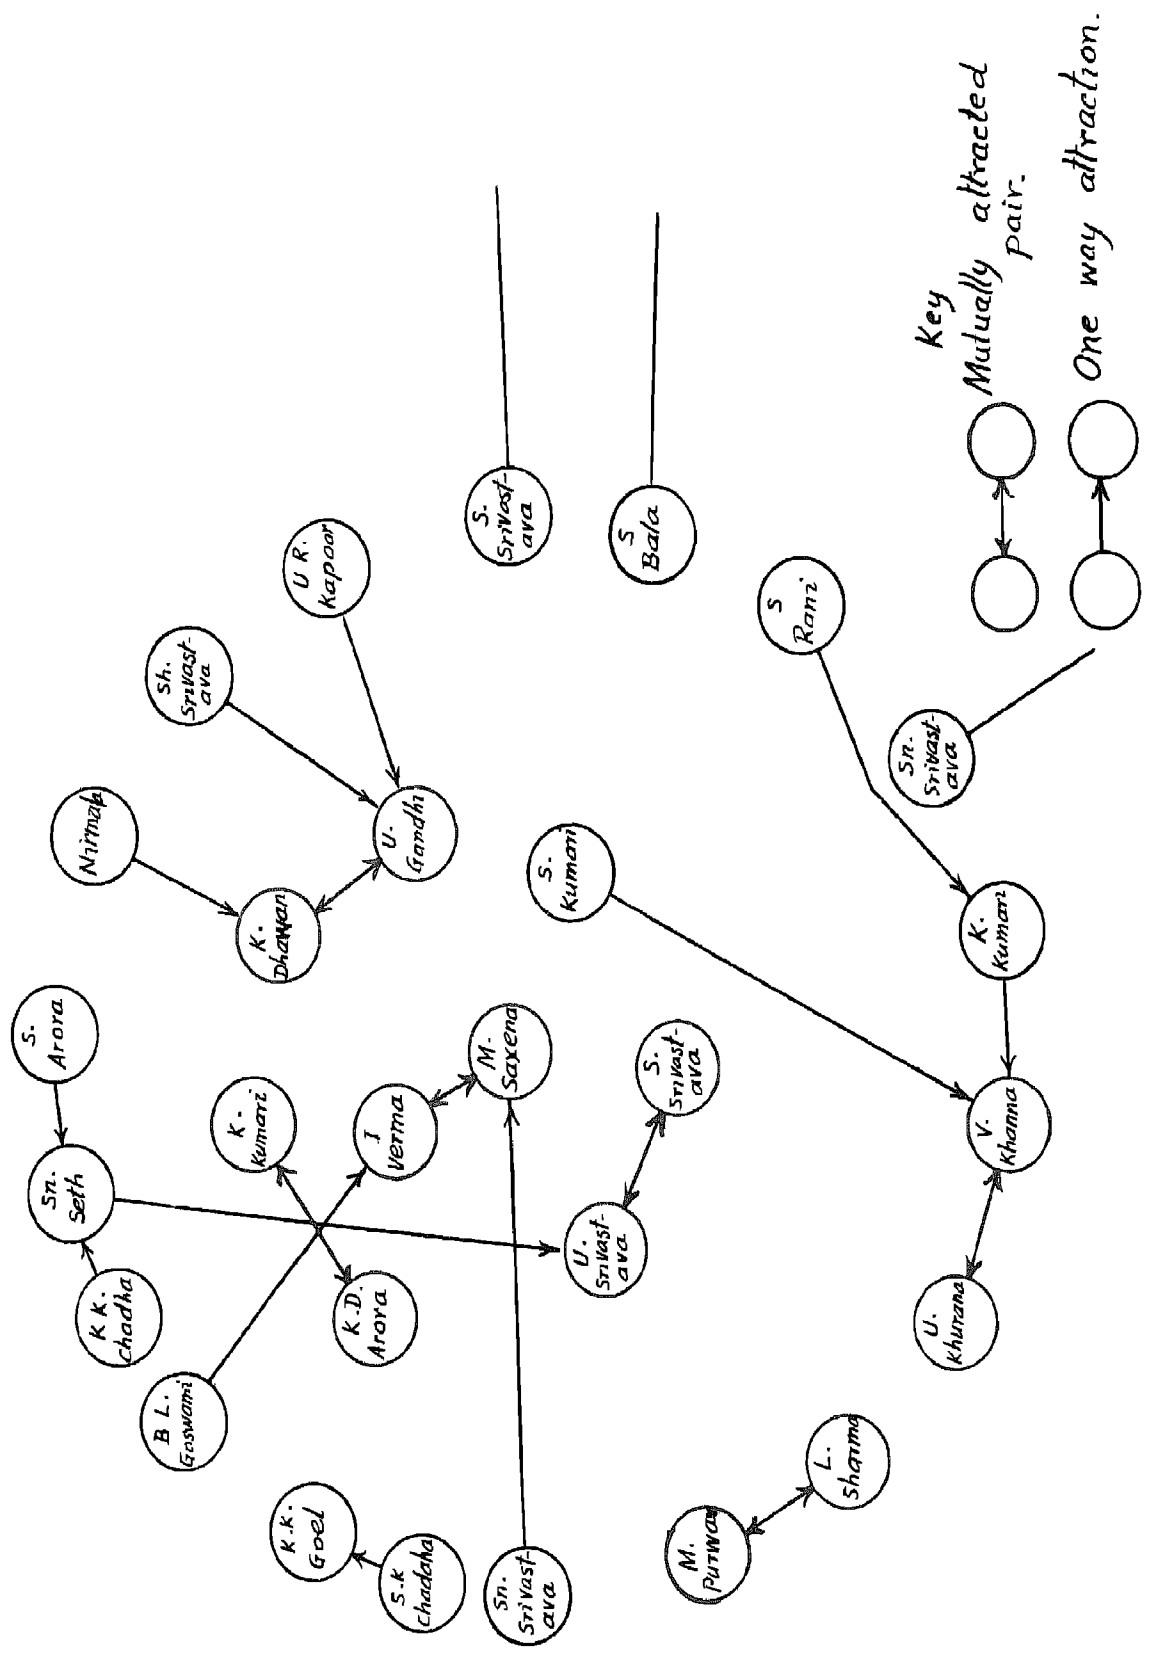 S.
Arora
Sn.
Seth
K K.
Chadha
B L.
Goswami
K.K.
Goel
S.K
Chadaha
Sn.
Srivast-
ava
K.
Kumari
K.D.
Arora
I
Verma
M.
Saxena
U.
Srivast-
ava
S.
Srivast-
ava
M.
Purwar
L.
Sharma
Nirmala
K.
Dhawan
U.
Gandhi
Sh.
Srivast-
ava
U R.
Kapoor
S.
Srivast-
ava
S
Bala
S.
Kumari
S
Rani
Sn.
Srivast-
ava
K.
Kumari
V.
Khanna
U.
Khurana
Key
Mutually attracted
pair.
One way attraction.